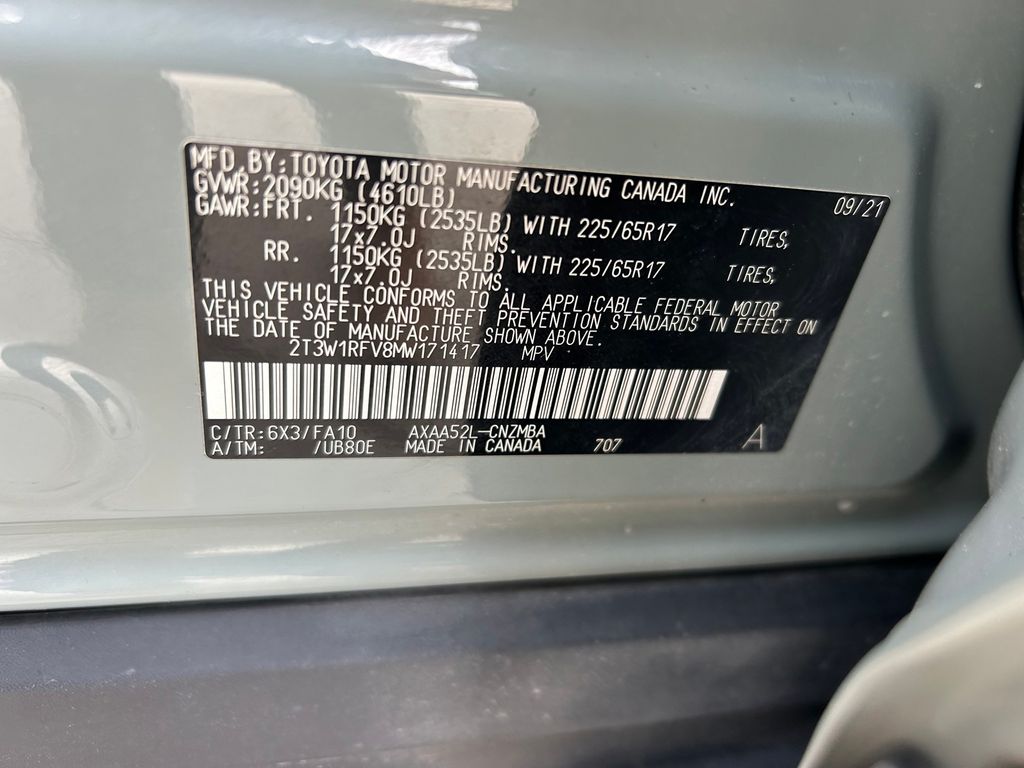 MFD.BY:TOYOTA MOTOR MANUFACTURING CANADA INC. 09/21
GVWR:2090KG (4610LB)
GAWR:FRT. 1150KG (2535LB) WITH 225/65R17 TIRES,
17x7.0J RIMS.
RR. 1150KG (2535LB) WITH 225/65R17 TIRES,
17x7.0J RIMS.
THIS VEHICLE CONFORMS TO ALL APPLICABLE FEDERAL MOTOR
VEHICLE SAFETY AND THEFT PREVENTION STANDARDS IN EFFECT ON
THE DATE OF MANUFACTURE SHOWN ABOVE.
2T3W1RFV8MW171417 MPV
C/TR:6X3/FA10 AXAA52L-CNZMBA
A/TM: /UB80E MADE IN CANADA 707 A